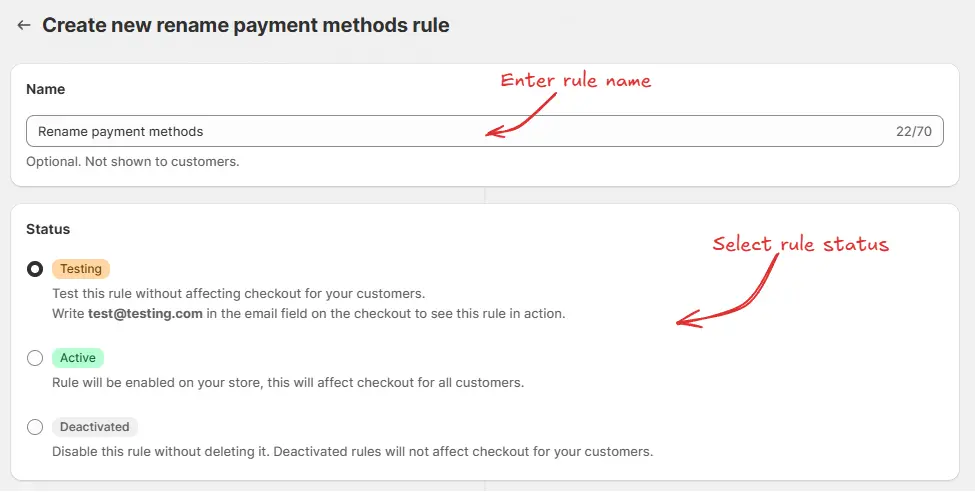 Create new rename payment methods rule
Name
Enter rule name
Rename payment methods 22/70
Optional. Not shown to customers.
Status
Select rule status
Testing
Test this rule without affecting checkout for your customers.
Write test@testing.com in the email field on the checkout to see this rule in action.
Active
Rule will be enabled on your store, this will affect checkout for all customers.
Deactivated
Disable this rule without deleting it. Deactivated rules will not affect checkout for your customers.